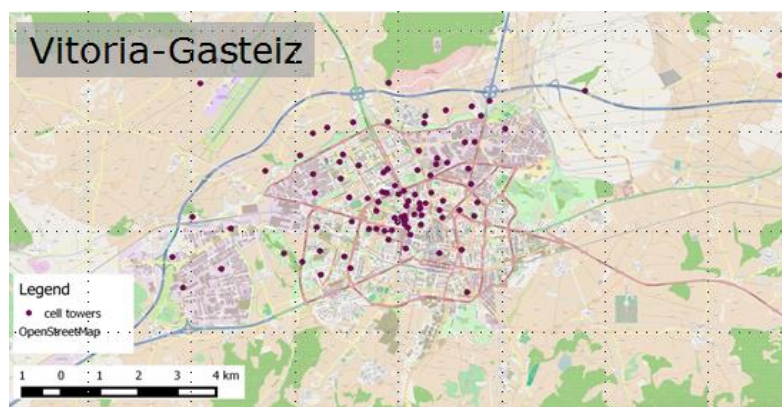 Vitoria-Gasteiz
Legend
cell towers
OpenStreetMap
1 0 1 2 3 4 km